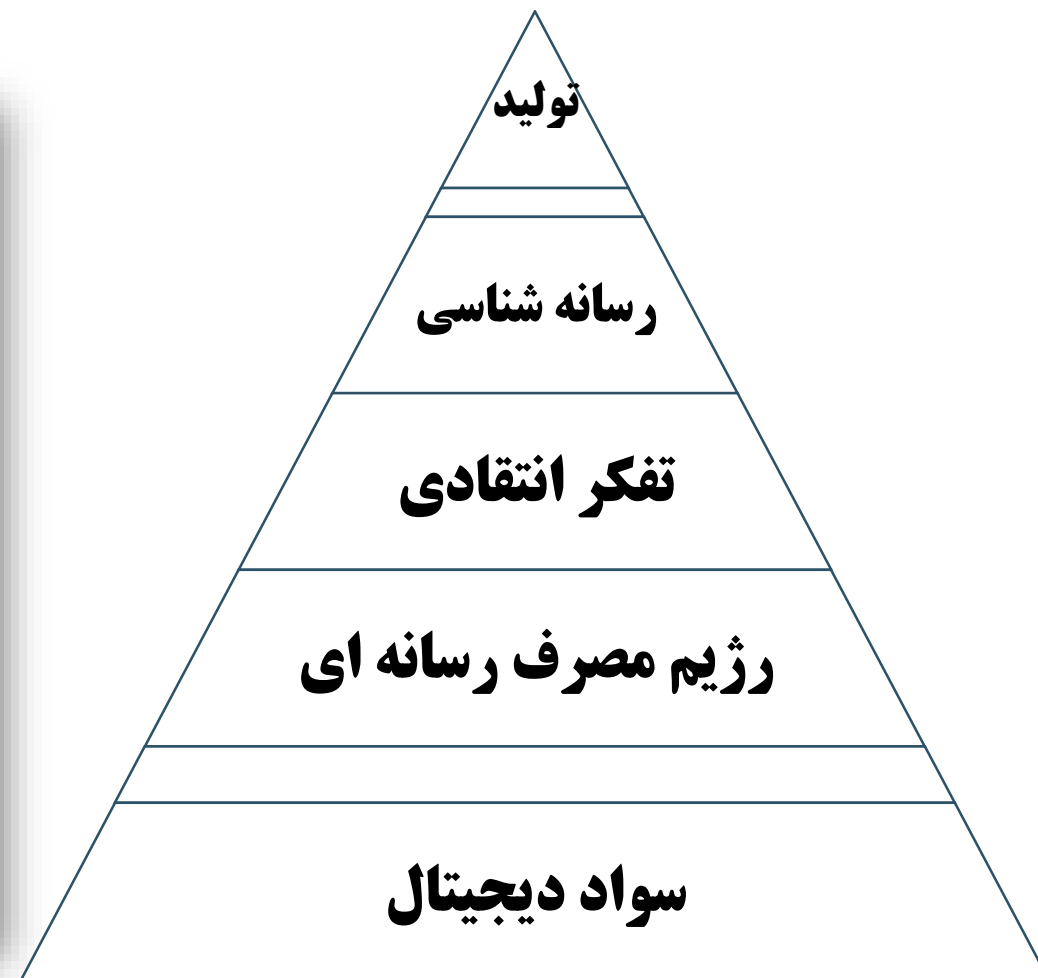 تولید
رسانه شناسی
تفکر انتقادی
رژیم مصرف رسانه ای
سواد دیجیتال